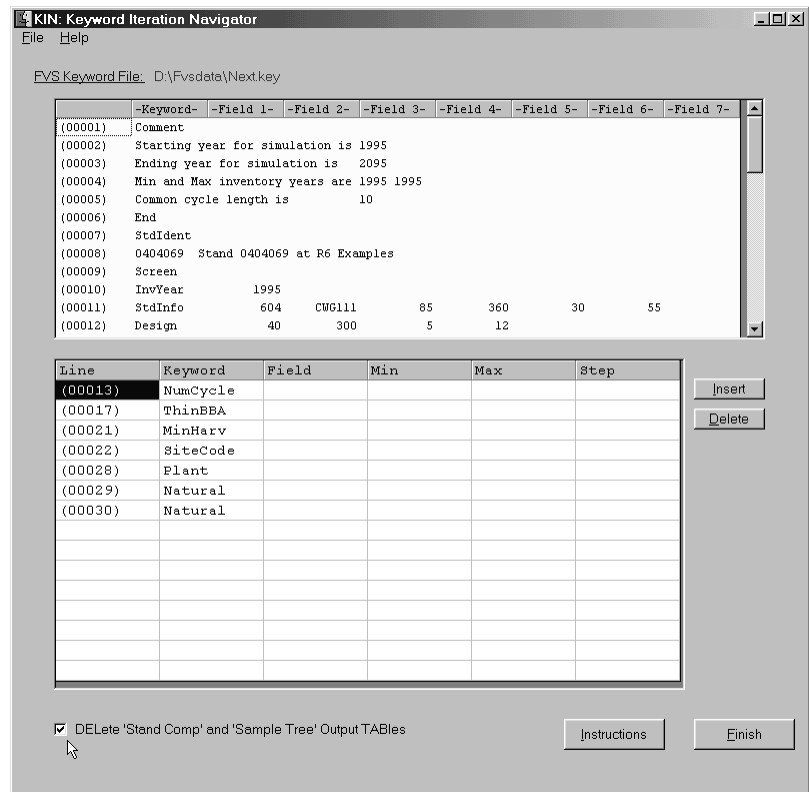 KIN: Keyword Iteration Navigator
File Help
FVS Keyword File: D:\Fvsdata\Next.key
-Keyword- -Field 1- -Field 2- -Field 3- -Field 4- -Field 5- -Field 6- -Field 7-
(00001) Comment
(00002) Starting year for simulation is 1995
(00003) Ending year for simulation is 2095
(00004) Min and Max inventory years are 1995 1995
(00005) Common cycle length is 10
(00006) End
(00007) StdIdent
(00008) 0404069 Stand 0404069 at R6 Examples
(00009) Screen
(00010) InvYear 1995
(00011) StdInfo 604 CWG111 85 360 30 55
(00012) Design 40 300 5 12
Line Keyword Field Min Max Step
(00013) NumCycle
(00017) ThinBBA
(00021) MinHarv
(00022) SiteCode
(00028) Plant
(00029) Natural
(00030) Natural
Insert
Delete
DELete 'Stand Comp' and 'Sample Tree' Output TABles
Instructions
Finish